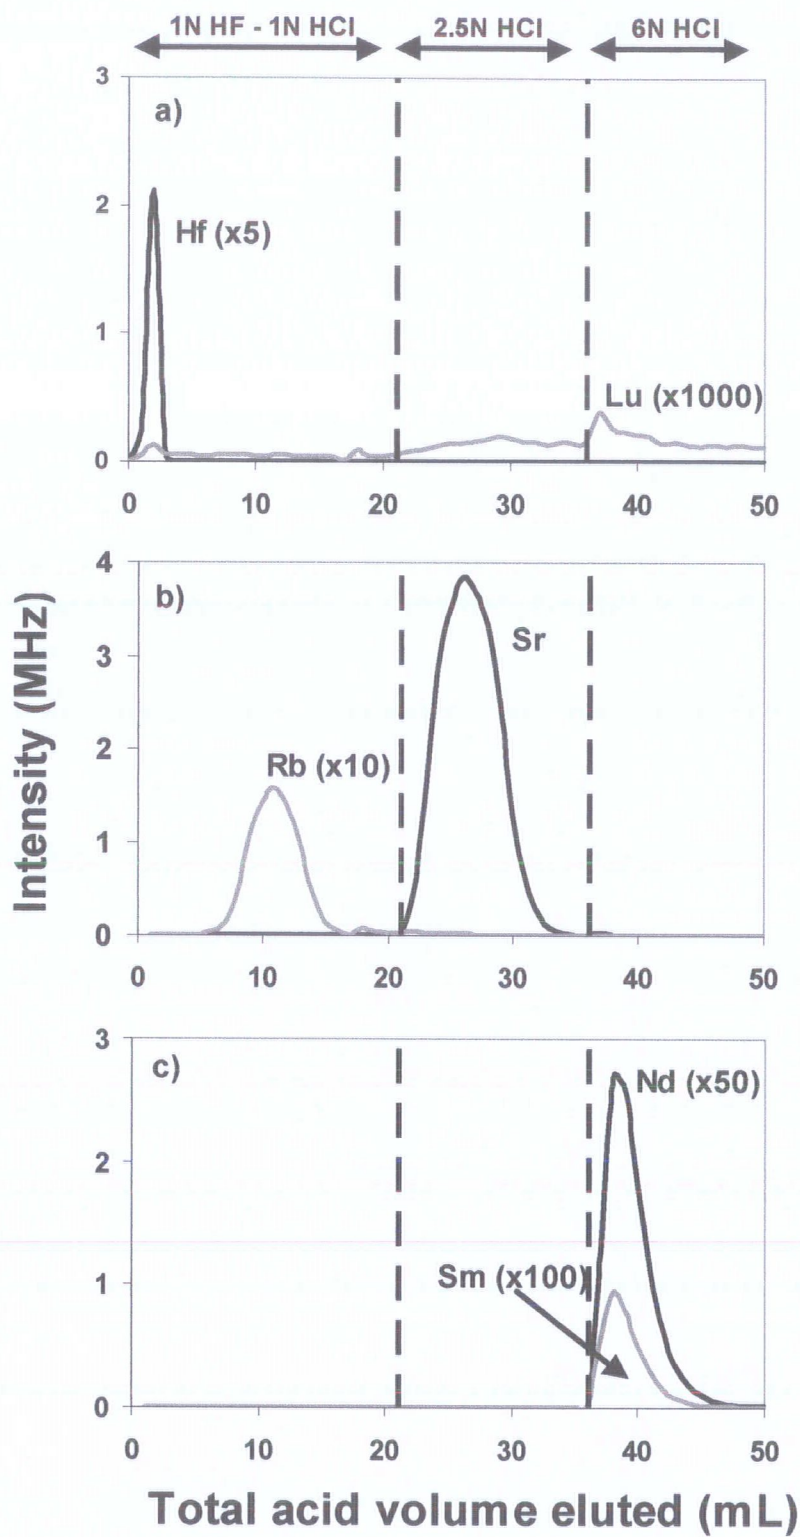 1N HF - 1N HCl 2.5N HCl 6N HCl
3
a)
2
Hf (x5)
1
Lu (x1000)
0
0 10 20 30 40 50
4
b)
3
Sr
2
Rb (x10)
1
0
0 10 20 30 40 50
Intensity (MHz)
3
c)
Nd (x50)
2
Sm (x100)
1
0
0 10 20 30 40 50
Total acid volume eluted (mL)